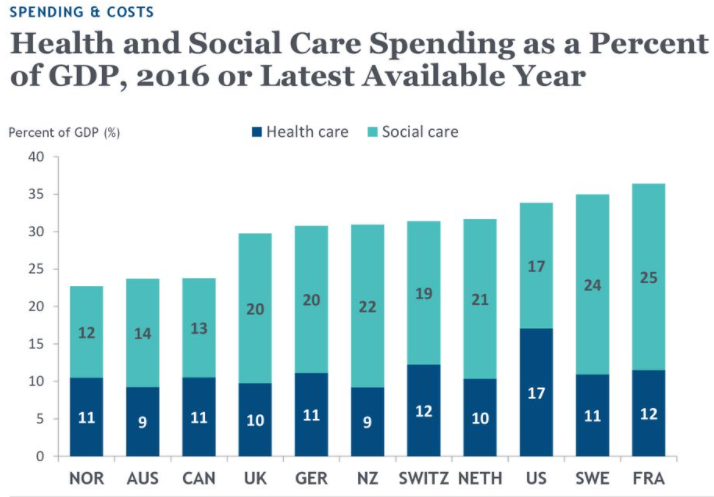 SPENDING & COSTS
Health and Social Care Spending as a Percent
of GDP, 2016 or Latest Available Year
Percent of GDP (%)
Health care
Social care
40
35
30
25
20
15
10
5
0
12 14 13 20 20 22 19 21 17 24 25
11 9 11 10 11 9 12 10 17 11 12
NOR AUS CAN UK GER NZ SWITZ NETH US SWE FRA